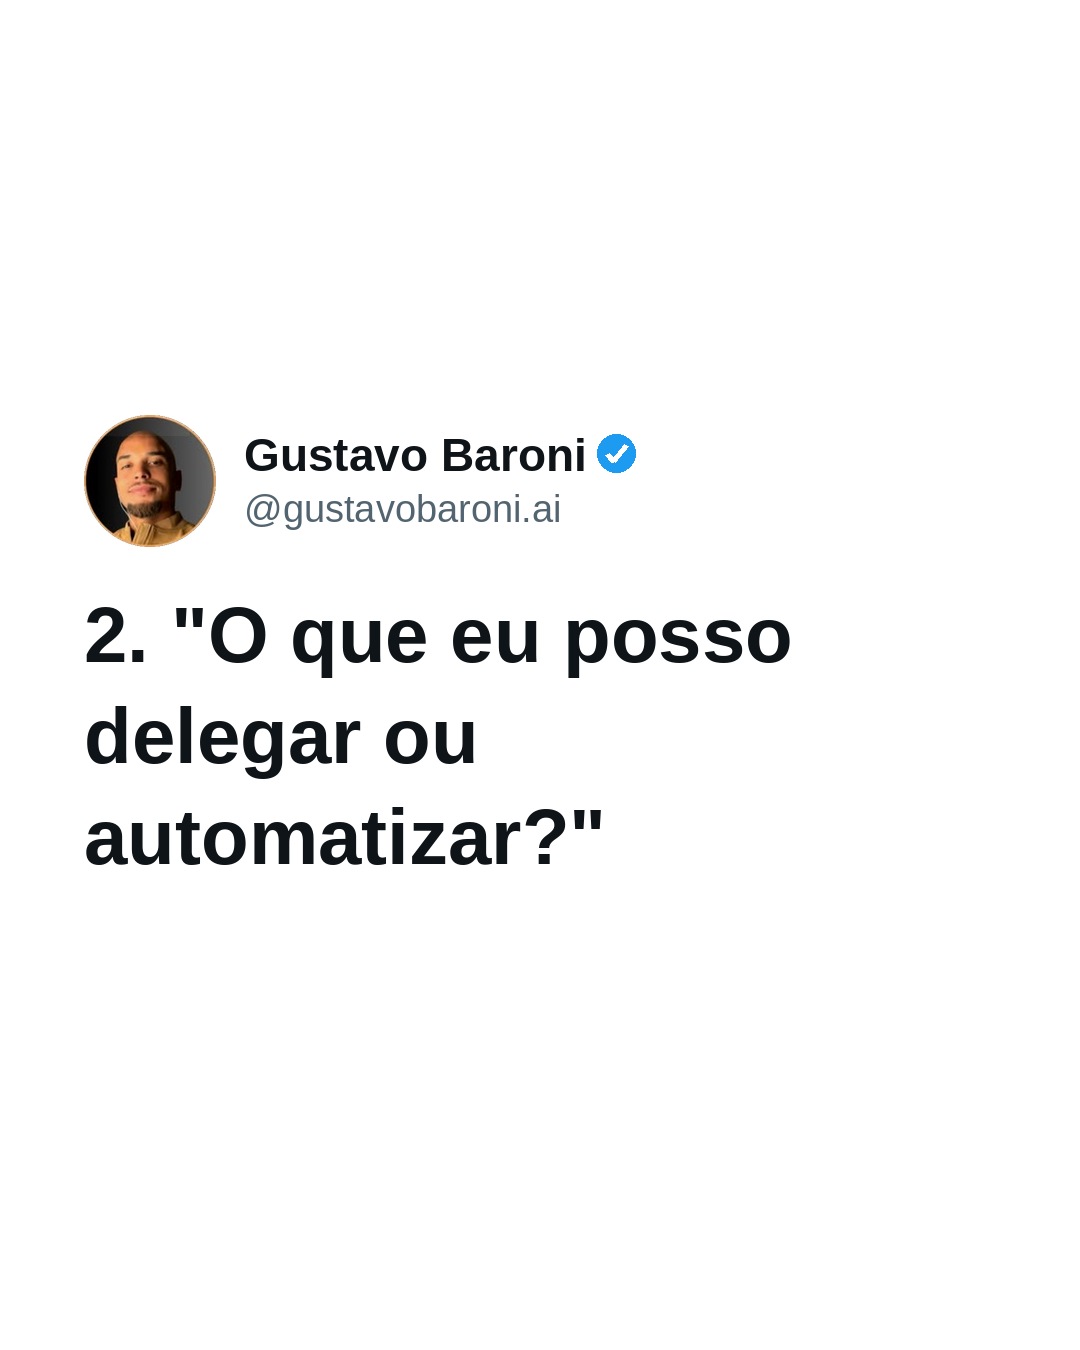 Gustavo Baroni
@gustavobaroni.ai
2. "O que eu posso
delegar ou
automatizar?"